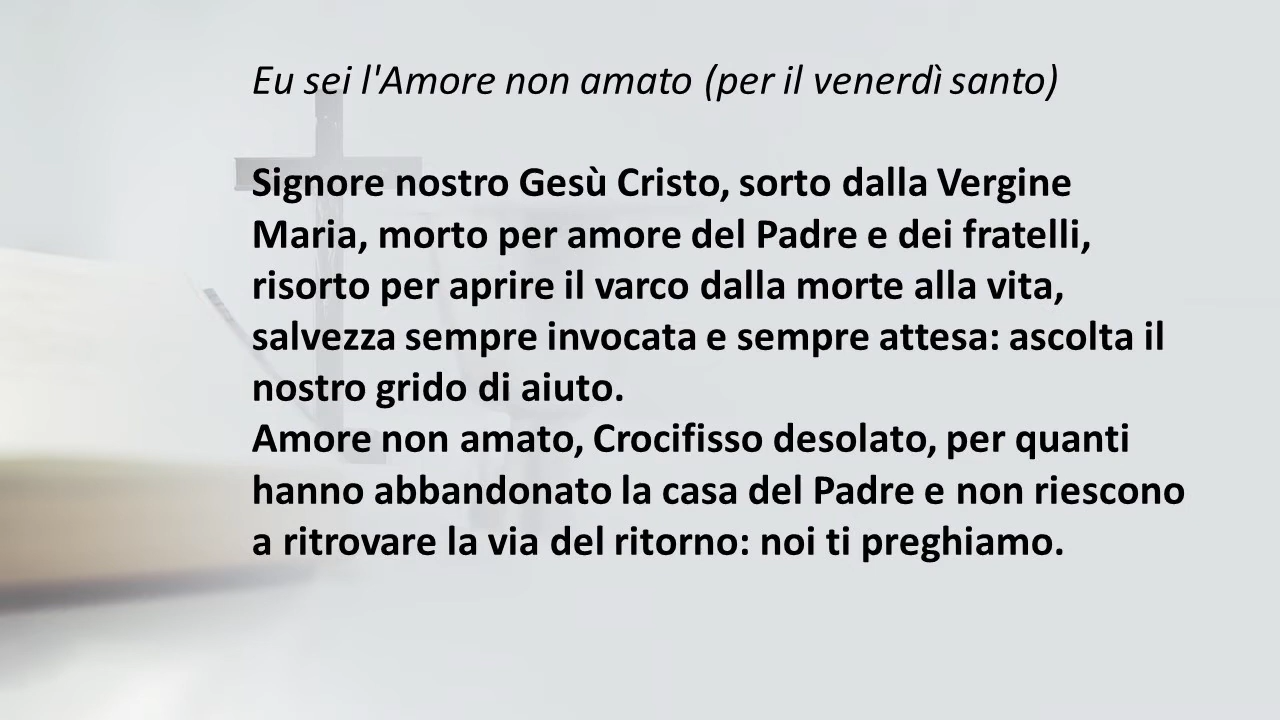 Eu sei l'Amore non amato (per il venerdì santo)
Signore nostro Gesù Cristo, sorto dalla Vergine
Maria, morto per amore del Padre e dei fratelli,
risorto per aprire il varco dalla morte alla vita,
salvezza sempre invocata e sempre attesa: ascolta il
nostro grido di aiuto.
Amore non amato, Crocifisso desolato, per quanti
hanno abbandonato la casa del Padre e non riescono
a ritrovare la via del ritorno: noi ti preghiamo.